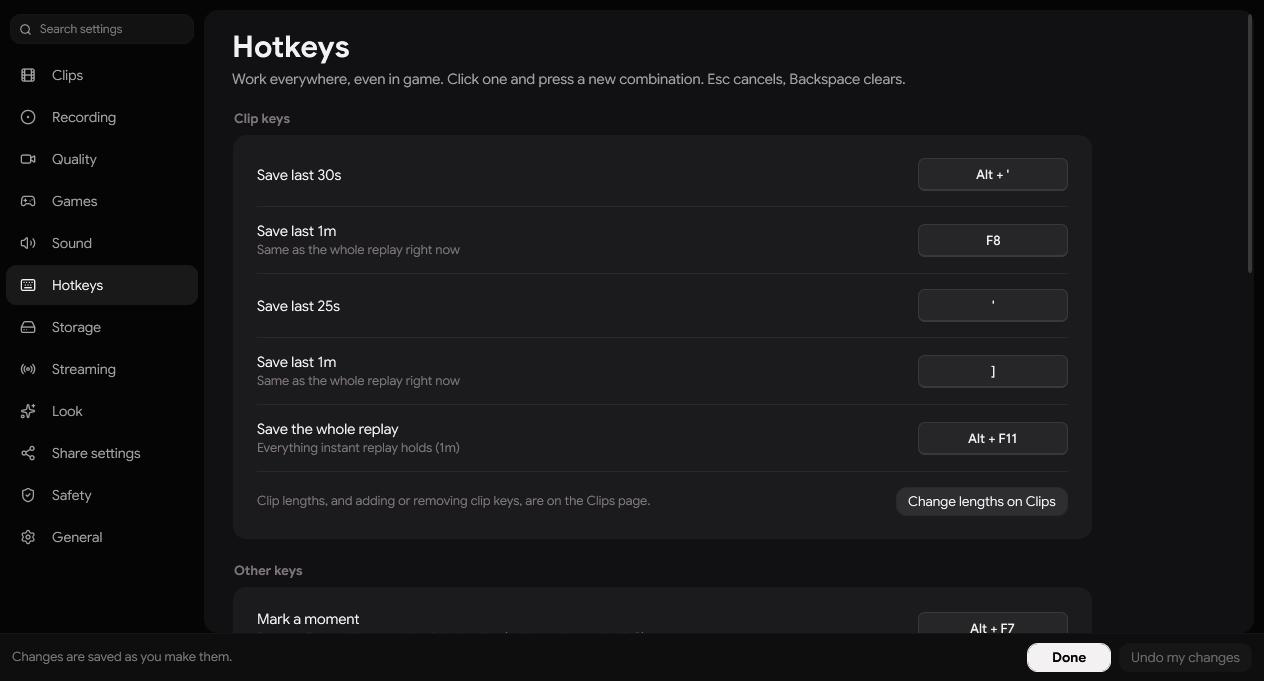 Search settings
Clips
Recording
Quality
Games
Sound
Hotkeys
Storage
Streaming
Look
Share settings
Safety
General
Hotkeys
Work everywhere, even in game. Click one and press a new combination. Esc cancels, Backspace clears.
Clip keys
Save last 30s
Alt + '
Save last 1m
Same as the whole replay right now
F8
Save last 25s
'
Save last 1m
Same as the whole replay right now
]
Save the whole replay
Everything instant replay holds (1m)
Alt + F11
Clip lengths, and adding or removing clip keys, are on the Clips page.
Change lengths on Clips
Other keys
Mark a moment
Alt + F7
Changes are saved as you make them.
Done
Undo my changes